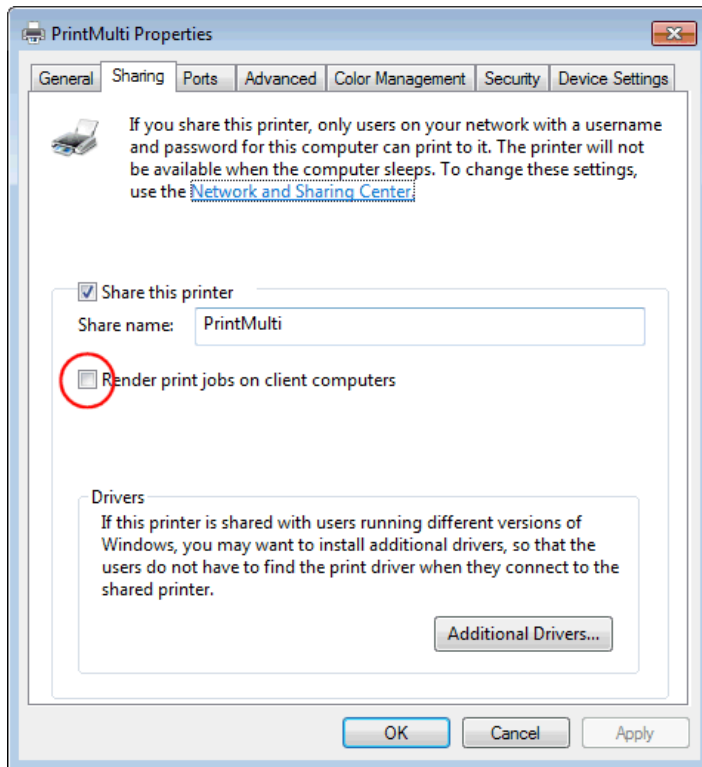 PrintMulti Properties
General Sharing Ports Advanced Color Management Security Device Settings
If you share this printer, only users on your network with a username
and password for this computer can print to it. The printer will not
be available when the computer sleeps. To change these settings,
use the Network and Sharing Center.
Share this printer
Share name: PrintMulti
Render print jobs on client computers
Drivers
If this printer is shared with users running different versions of
Windows, you may want to install additional drivers, so that the
users do not have to find the print driver when they connect to the
shared printer.
Additional Drivers...
OK Cancel Apply